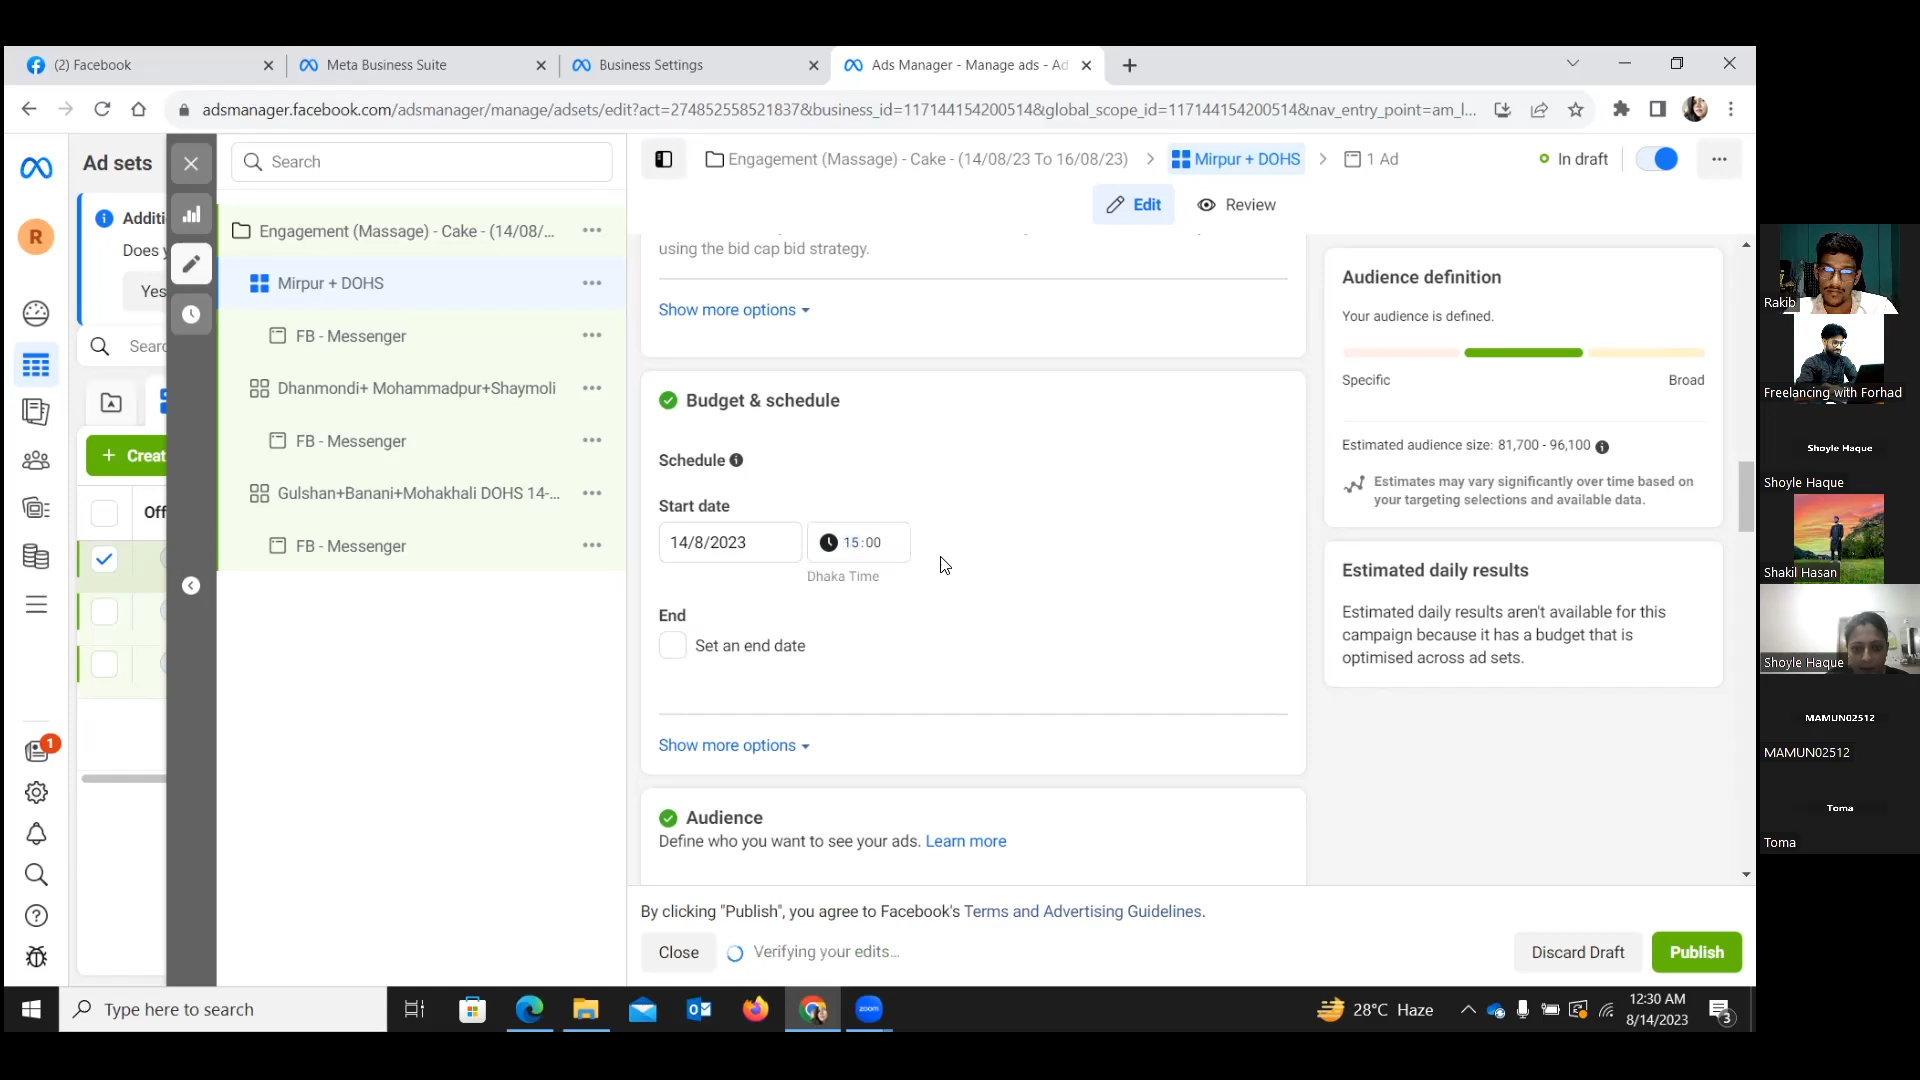 (2) Facebook
Meta Business Suite
Business Settings
Ads Manager - Manage ads - Ad
adsmanager.facebook.com/adsmanager/manage/adsets/edit?act=274852558521837&business_id=117144154200514&global_scope_id=117144154200514&nav_entry_point=am_l...
Ad sets
Search
Engagement (Massage) - Cake - (14/08/23 To 16/08/23)
Mirpur + DOHS
1 Ad
In draft
Edit
Review
R
Additi
Does y
Yes
Searc
Creat
Off
Engagement (Massage) - Cake - (14/08/...
Mirpur + DOHS
FB - Messenger
Dhanmondi+ Mohammadpur+Shaymoli
FB - Messenger
Gulshan+Banani+Mohakhali DOHS 14-...
FB - Messenger
using the bid cap bid strategy.
Show more options
Budget & schedule
Schedule
Start date
14/8/2023
15:00
Dhaka Time
End
Set an end date
Show more options
Audience
Define who you want to see your ads. Learn more
Audience definition
Your audience is defined.
Specific
Broad
Estimated audience size: 81,700 - 96,100
Estimates may vary significantly over time based on
your targeting selections and available data.
Estimated daily results
Estimated daily results aren't available for this
campaign because it has a budget that is
optimised across ad sets.
By clicking "Publish", you agree to Facebook's Terms and Advertising Guidelines.
Close
Verifying your edits...
Discard Draft
Publish
1
Type here to search
zoom
28°C Haze
12:30 AM
8/14/2023
3
Rakib
Freelancing with Forhad
Shoyle Haque
Shoyle Haque
Shakil Hasan
Shoyle Haque
MAMUN02512
MAMUN02512
Toma
Toma